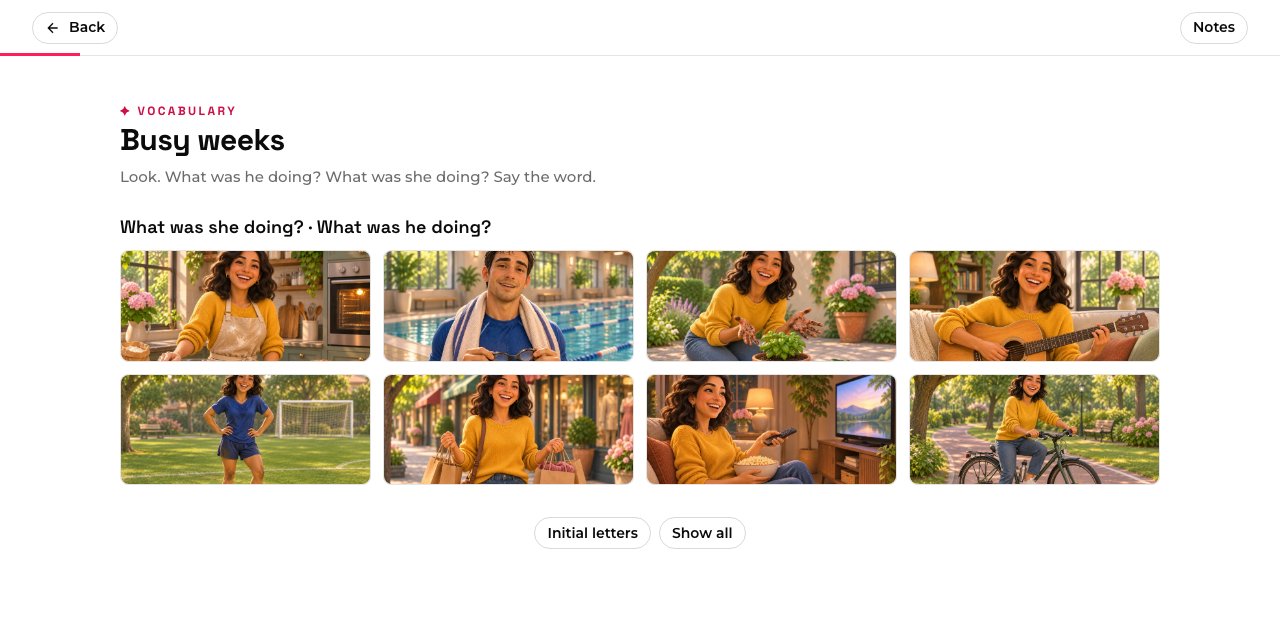 Back
Notes
VOCABULARY
Busy weeks
Look. What was he doing? What was she doing? Say the word.
What was she doing? · What was he doing?
Initial letters
Show all